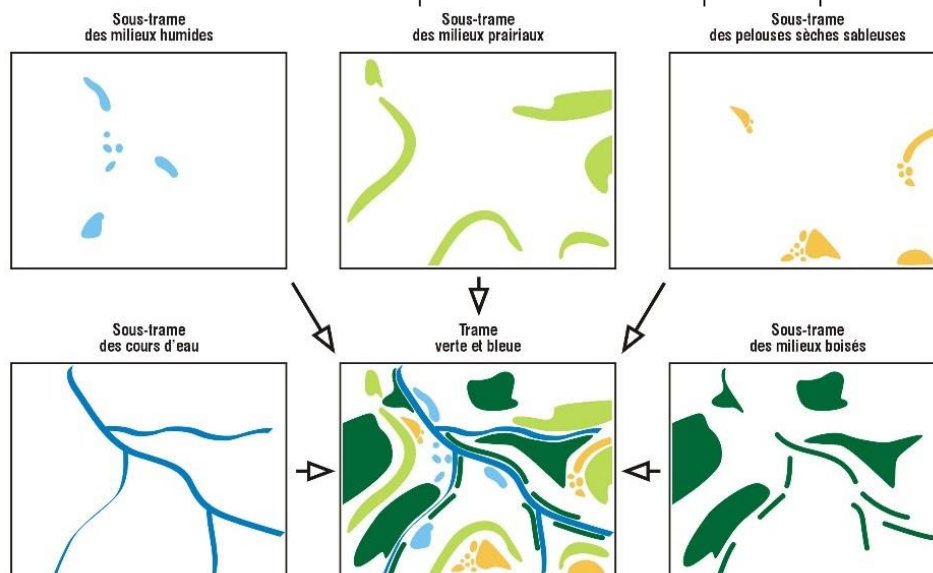 Sous-trame
des milieux humides
Sous-trame
des milieux prairiaux
Sous-trame
des pelouses sèches sableuses
Sous-trame
des cours d'eau
Trame
verte et bleue
Sous-trame
des milieux boisés